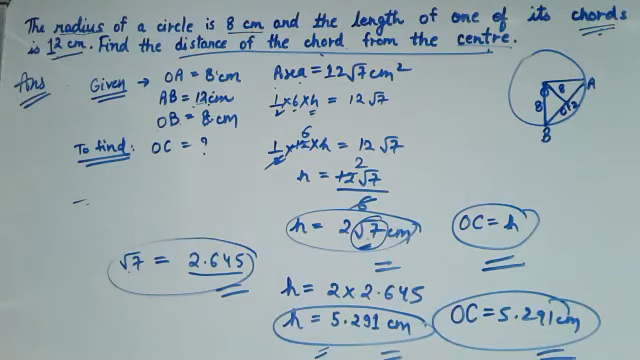 The radius of a circle is 8 cm and the length of one of its chords
is 12 cm. Find the distance of the chord from the centre.
Ans
Given → OA = 8 cm
AB = 12 cm
OB = 8 cm
To find: OC = ?
Area = 12√7 cm²
1/2 × 6 × h = 12√7
1/2 × 12 × h = 12√7
6
h = 12√7 / 6
2
h = 2√7 cm
OC = h
√7 = 2.645
h = 2 × 2.645
h = 5.291 cm
OC = 5.291 cm
8 A
8 6 12
B